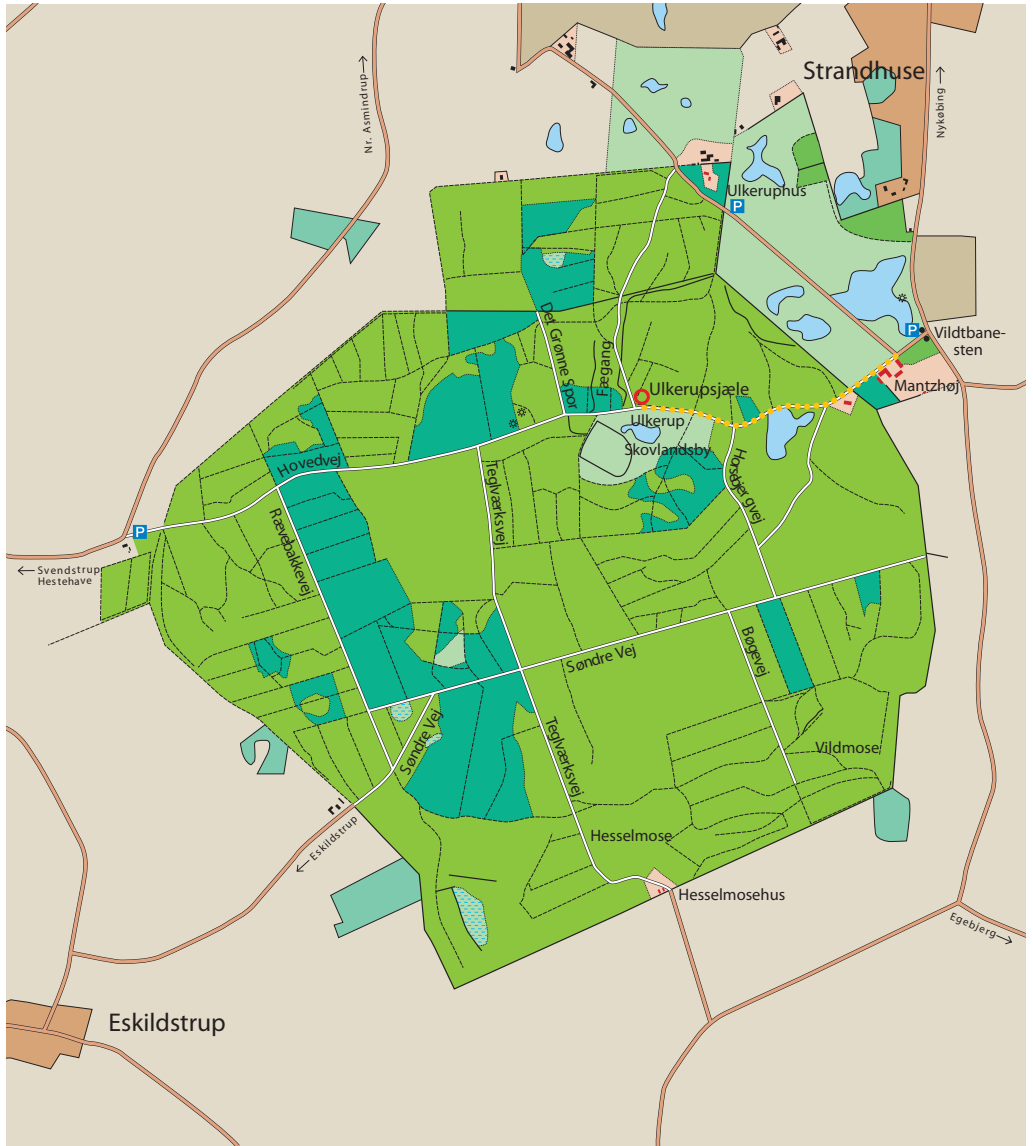 Strandhuse
Nr. Asmindrup
Nykøbing
Ulkeruphus
P
P
Vildtbane-
sten
Mantzhøj
Det Grønne Spor
Fægang
Ulkerupsjæle
Ulkerup
Skovlandsby
Hovedvej
Teglværksvej
Horsebjergvej
P
Svendstrup
Hestehave
Rævebakkevej
Søndre Vej
Bøgevej
Søndre Vej
Teglværksvej
Vildmose
Eskildstrup
Hesselmose
Hesselmosehus
Egebjerg
Eskildstrup